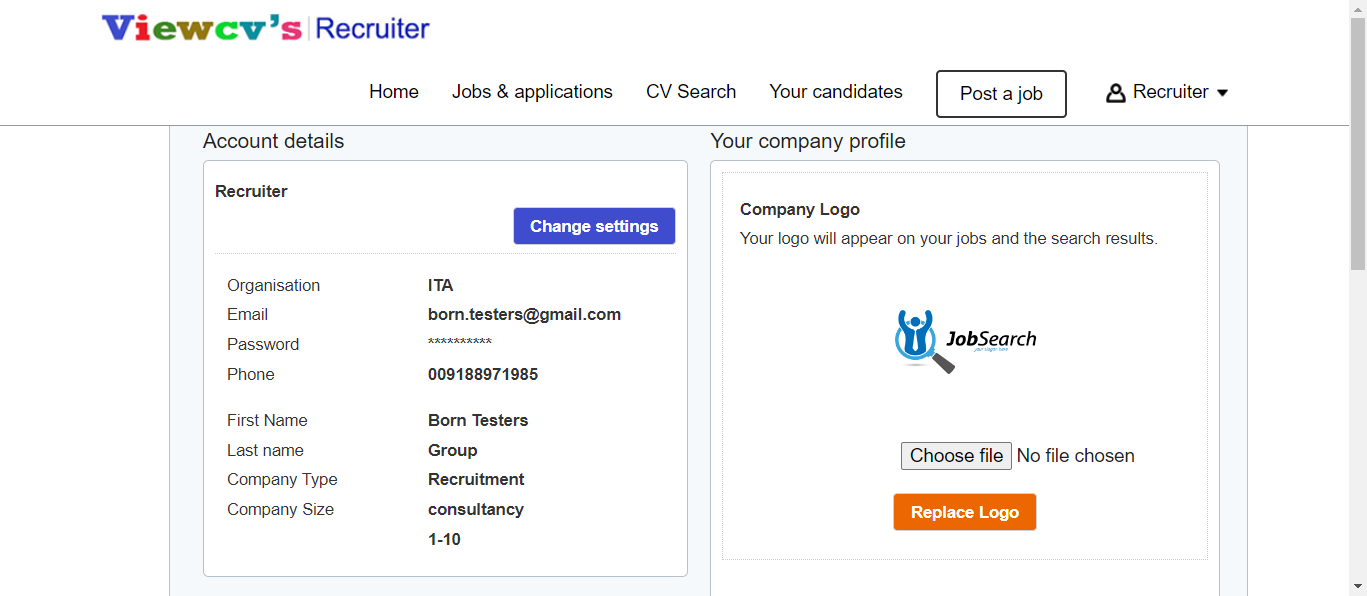 Viewcv's Recruiter
Home Jobs & applications CV Search Your candidates Post a job Recruiter
Account details
Recruiter
Change settings
Organisation ITA
Email born.testers@gmail.com
Password **********
Phone 009188971985
First Name Born Testers
Last name Group
Company Type Recruitment
Company Size consultancy
1-10
Your company profile
Company Logo
Your logo will appear on your jobs and the search results.
JobSearch
Choose file No file chosen
Replace Logo